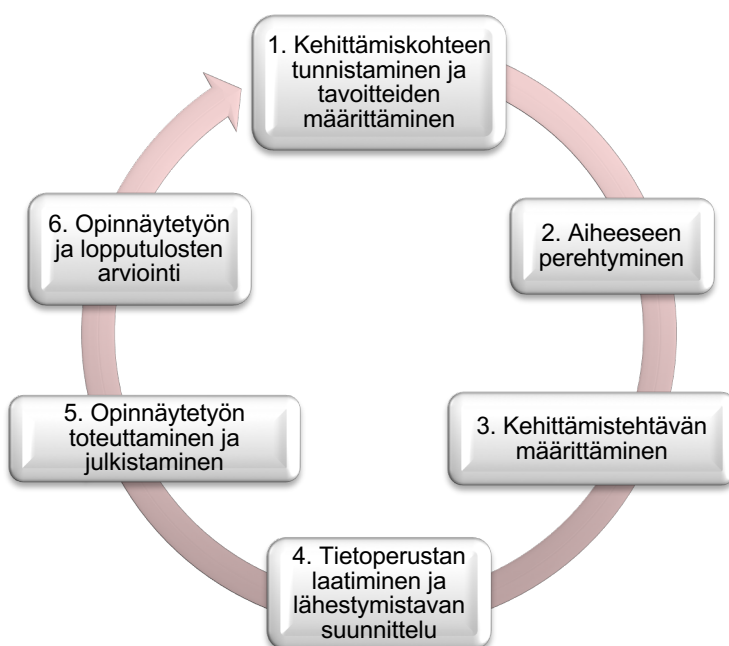 1. Kehittämiskohteen
tunnistaminen ja
tavoitteiden
määrittäminen
2. Aiheeseen
perehtyminen
3. Kehittämistehtävän
määrittäminen
4. Tietoperustan
laatiminen ja
lähestymistavan
suunnittelu
5. Opinnäytetyön
toteuttaminen ja
julkistaminen
6. Opinnäytetyön
ja lopputulosten
arviointi